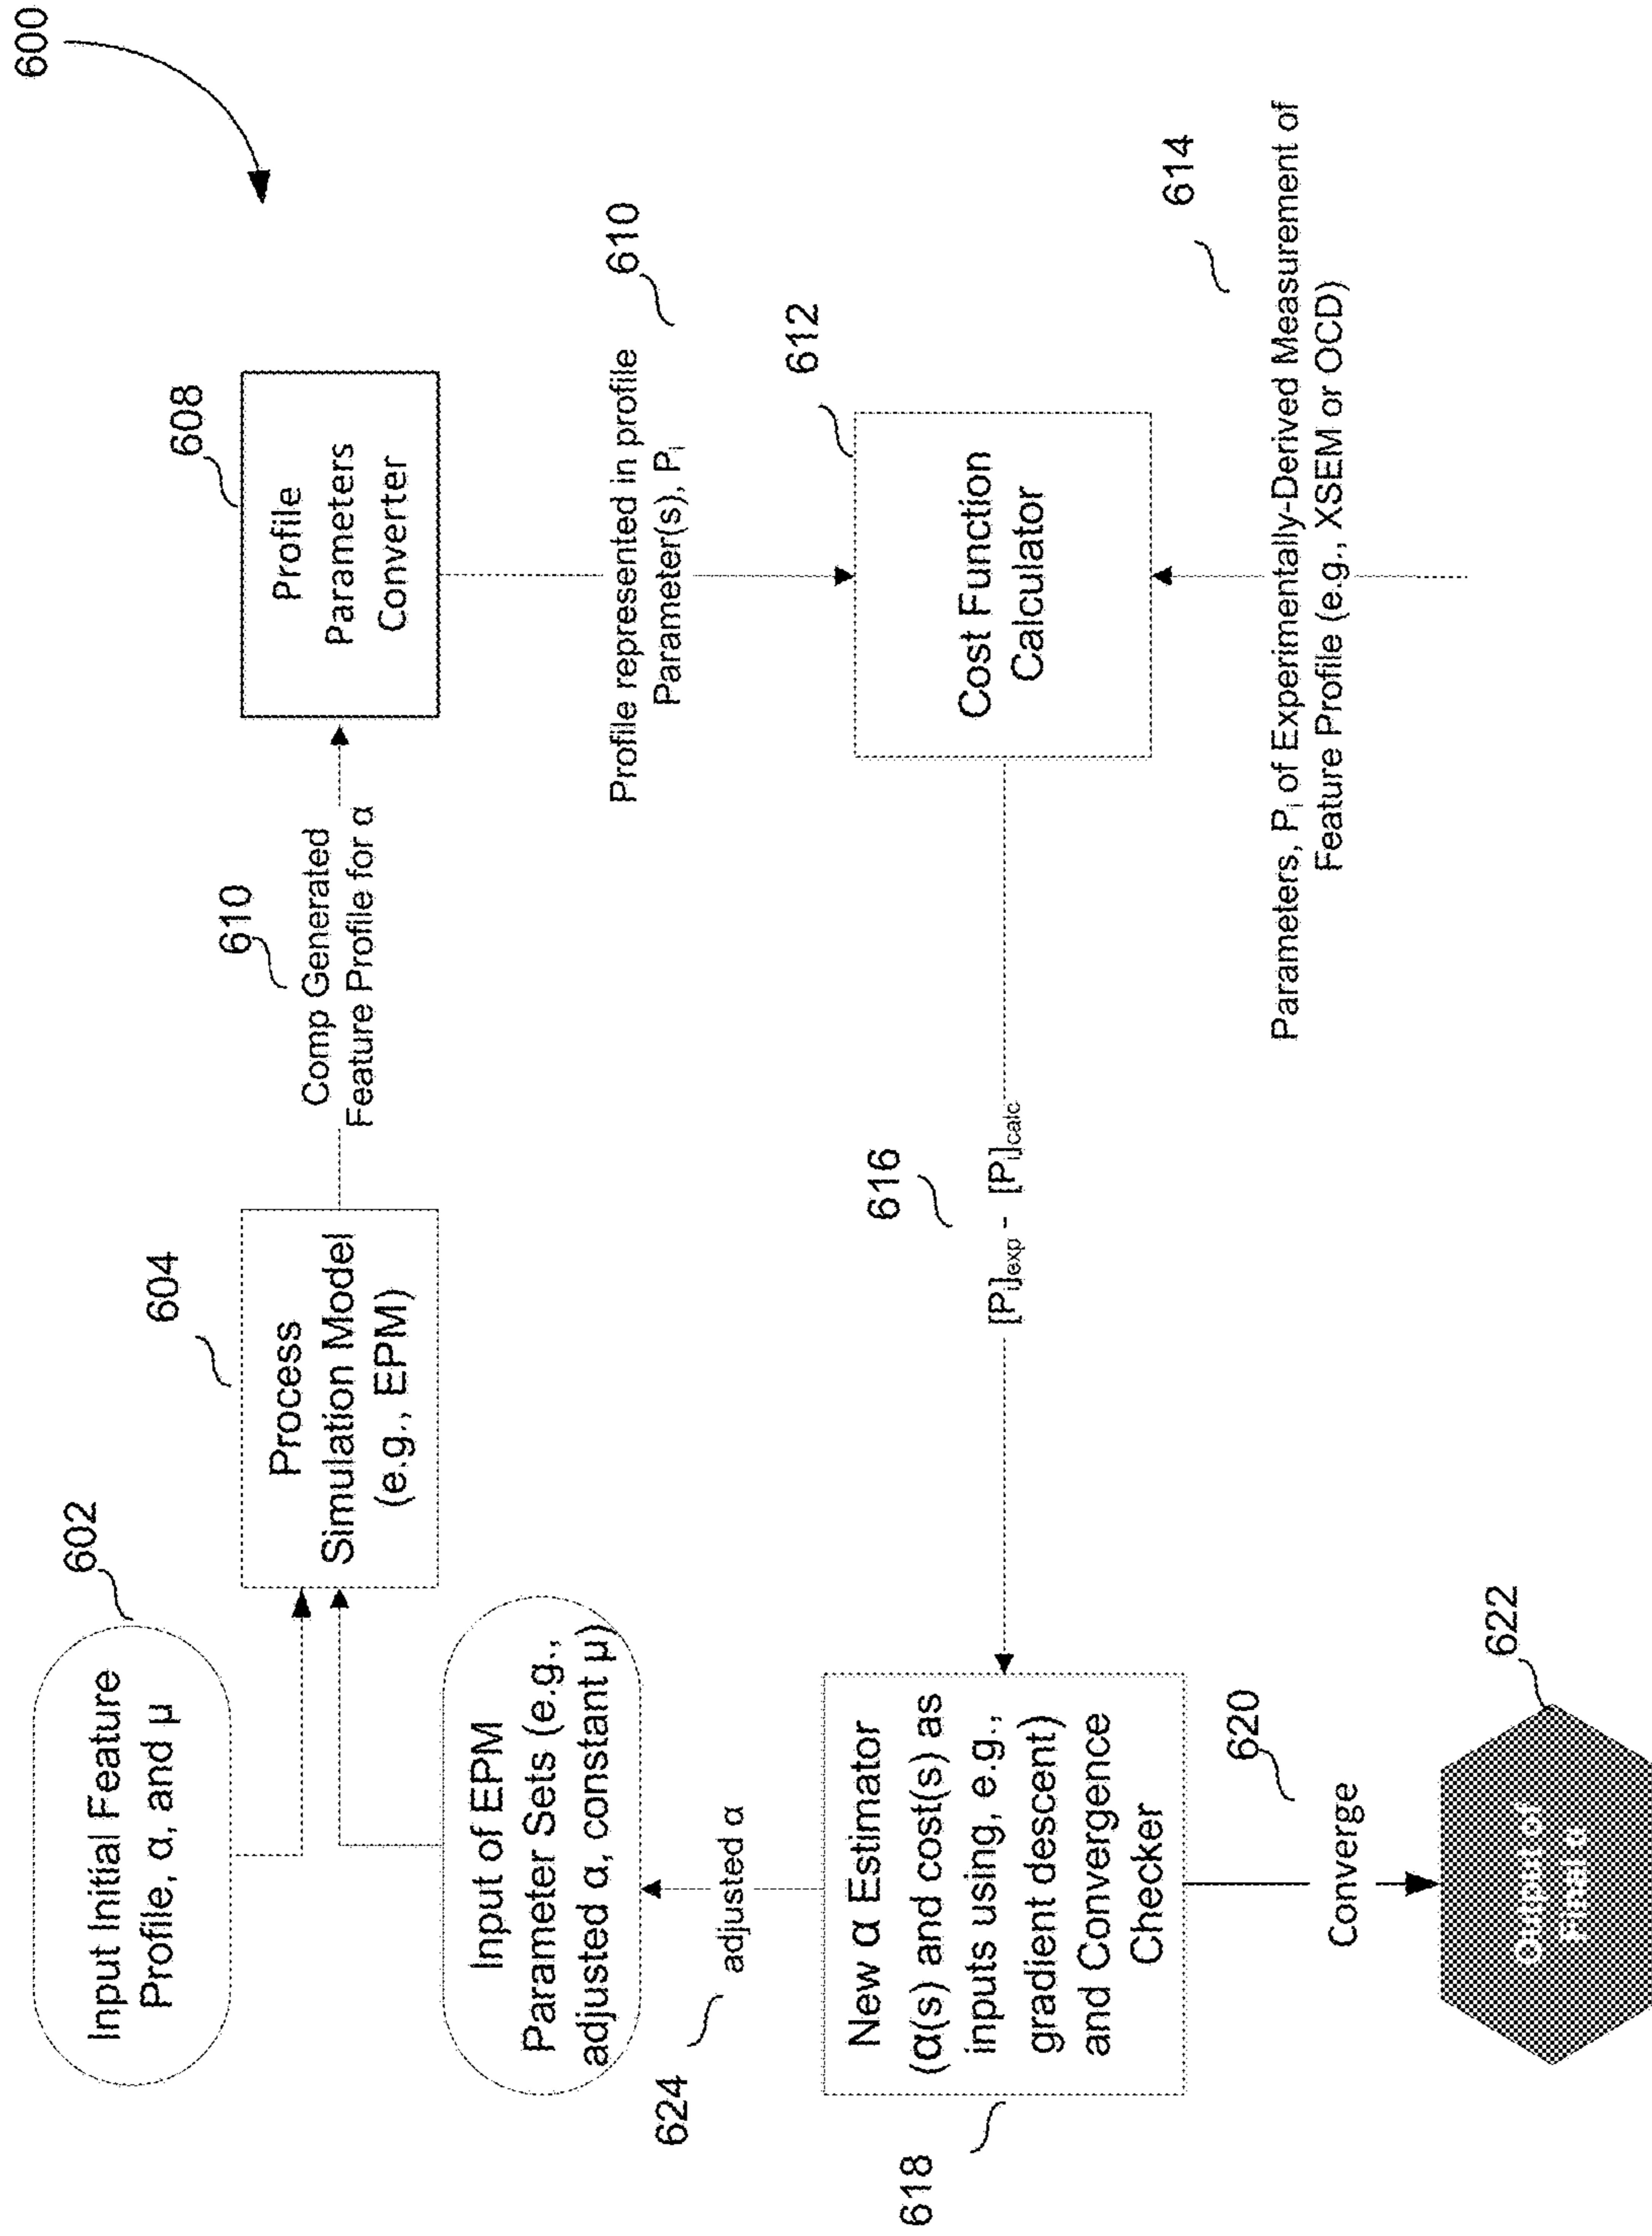 600
602
Input Initial Feature
Profile, α, and μ
604
Process
Simulation Model
(e.g., EPM)
610
Comp Generated
Feature Profile for α
608
Profile
Parameters
Converter
Profile represented in profile
Parameter(s), Pi
610
612
Cost Function
Calculator
614
Parameters, Pi of Experimentally-Derived Measurement of
Feature Profile (e.g., XSEM or OCD)
616
[Pi]exp - [Pi]calc
618
New α Estimator
(α(s) and cost(s) as
inputs using, e.g.,
gradient descent)
and Convergence
Checker
624
adjusted α
Input of EPM
Parameter Sets (e.g.,
adjusted α, constant μ)
620
Converge
622
Output of
Final α